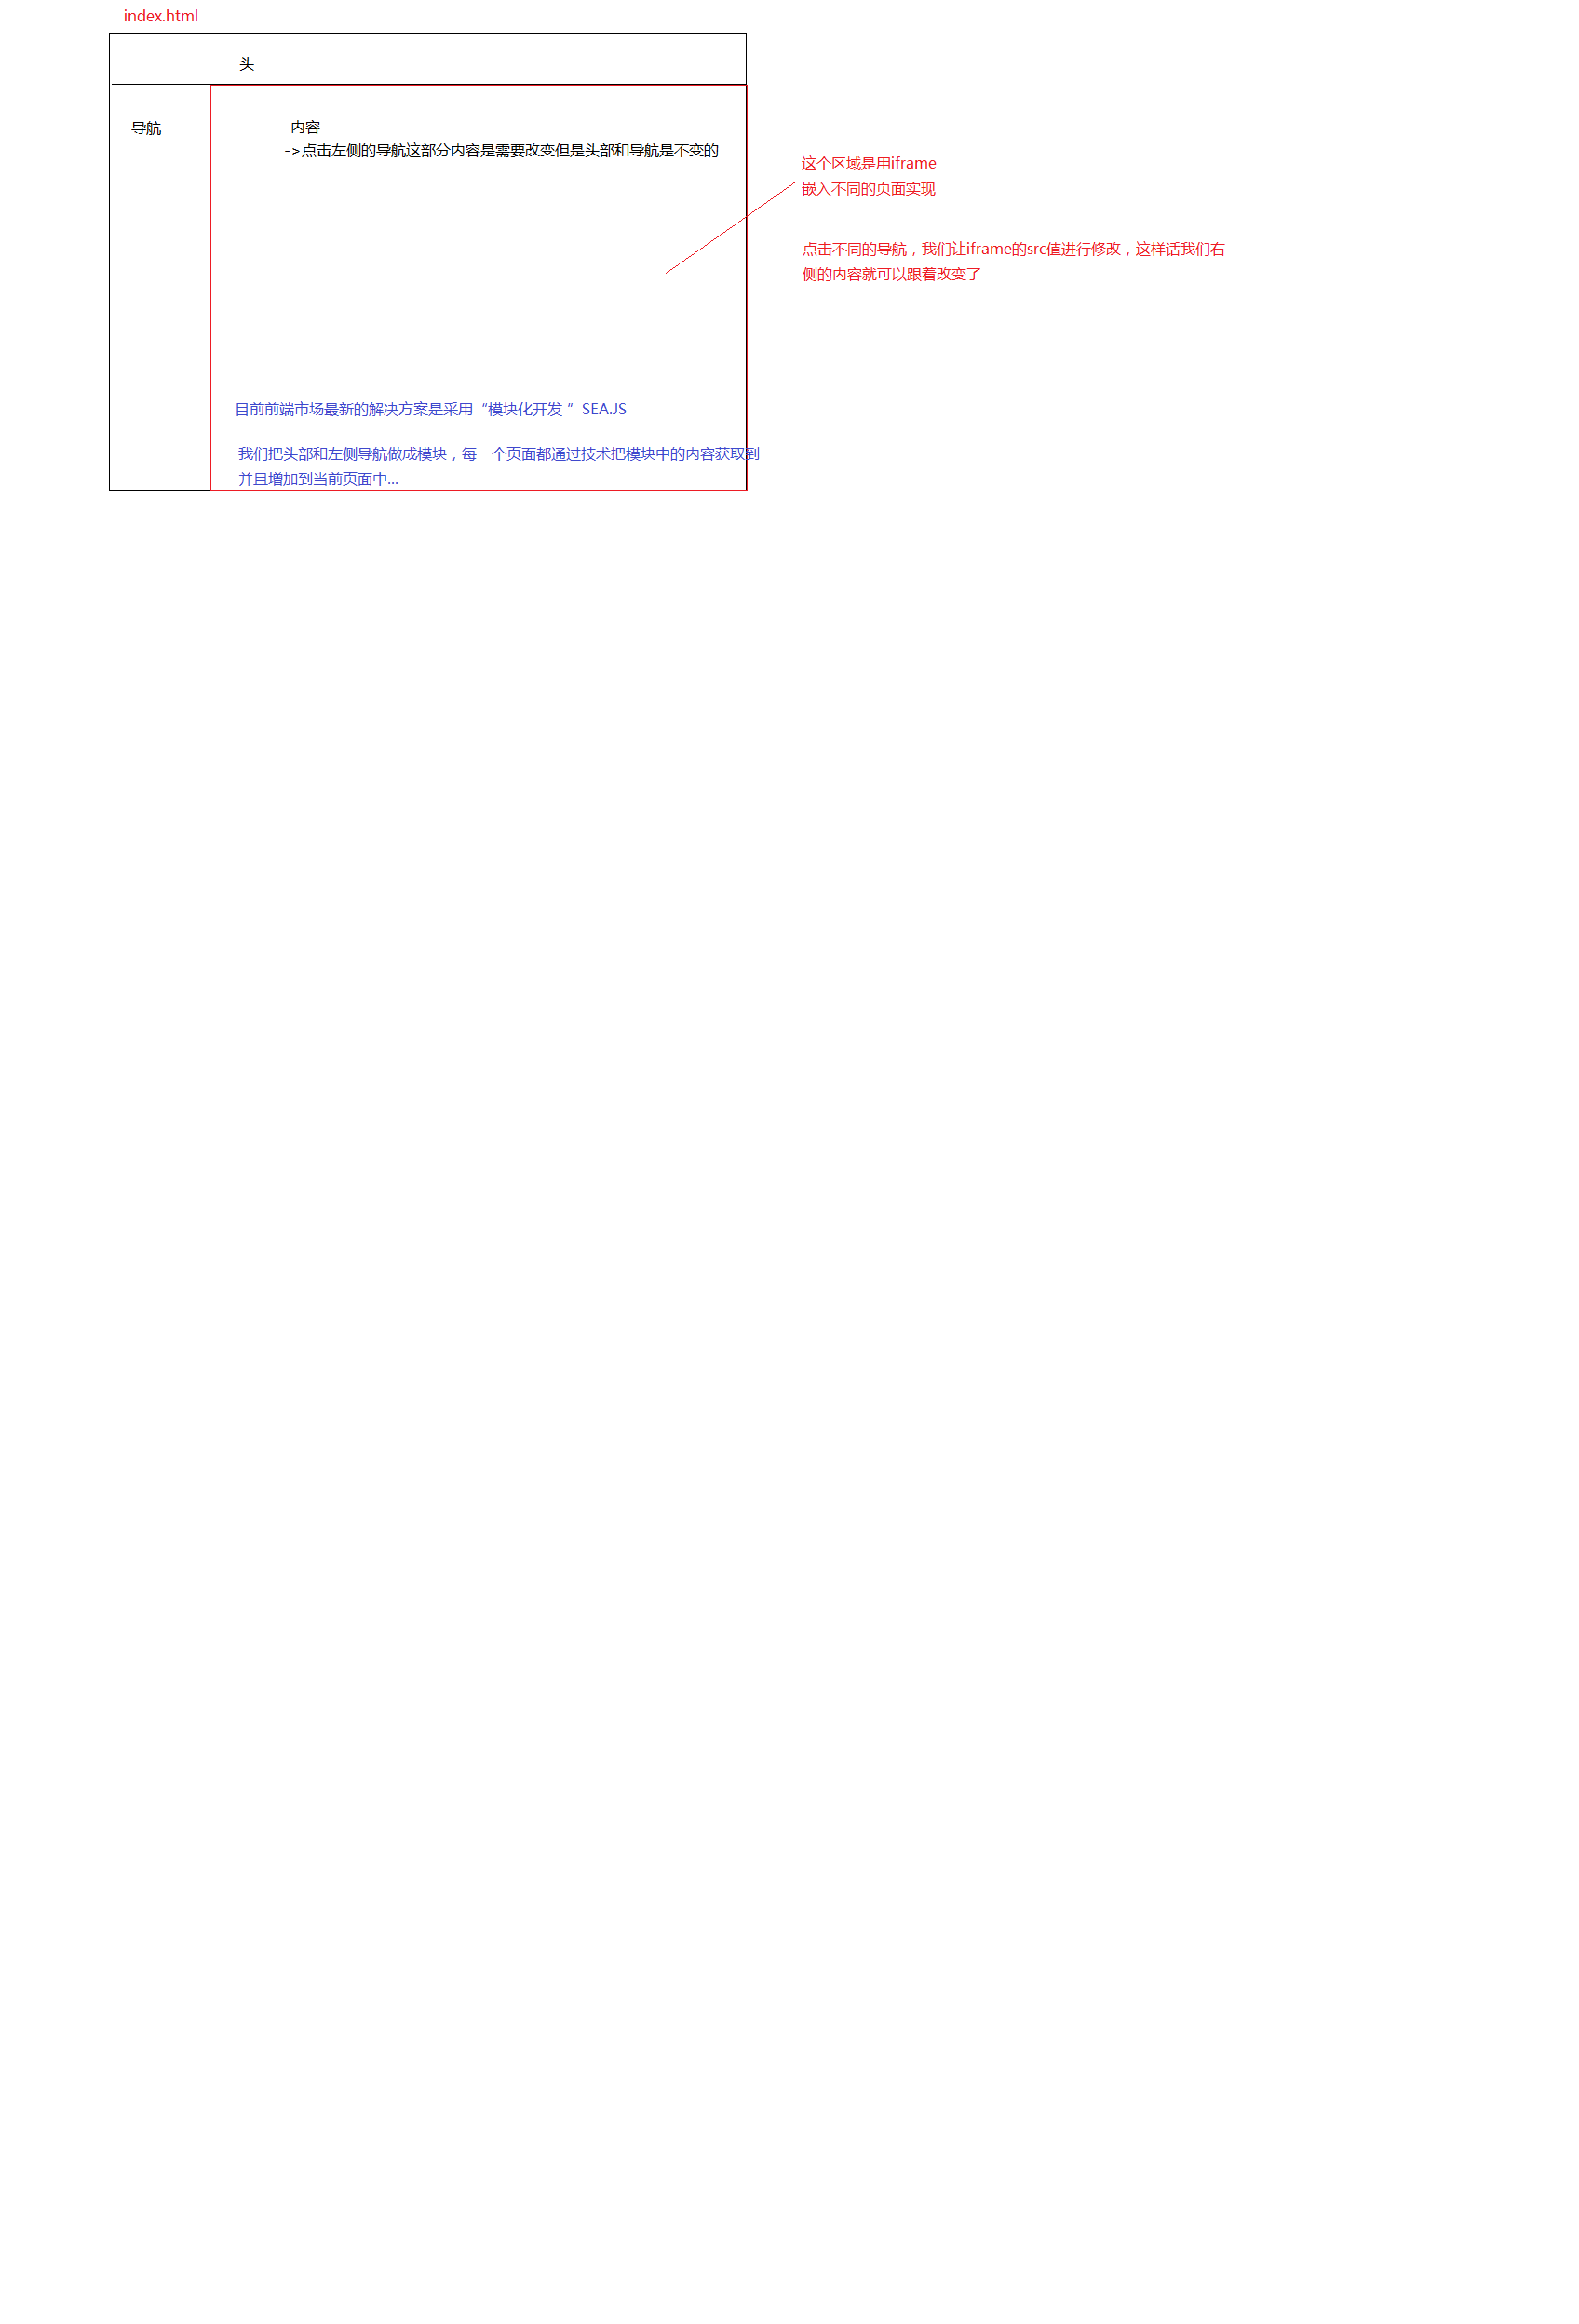 index.html
头
导航
内容
->点击左侧的导航这部分内容是需要改变但是头部和导航是不变的
这个区域是用iframe
嵌入不同的页面实现
点击不同的导航，我们让iframe的src值进行修改，这样话我们右
侧的内容就可以跟着改变了
目前前端市场最新的解决方案是采用“模块化开发“ SEA.JS
我们把头部和左侧导航做成模块，每一个页面都通过技术把模块中的内容获取到
并且增加到当前页面中...